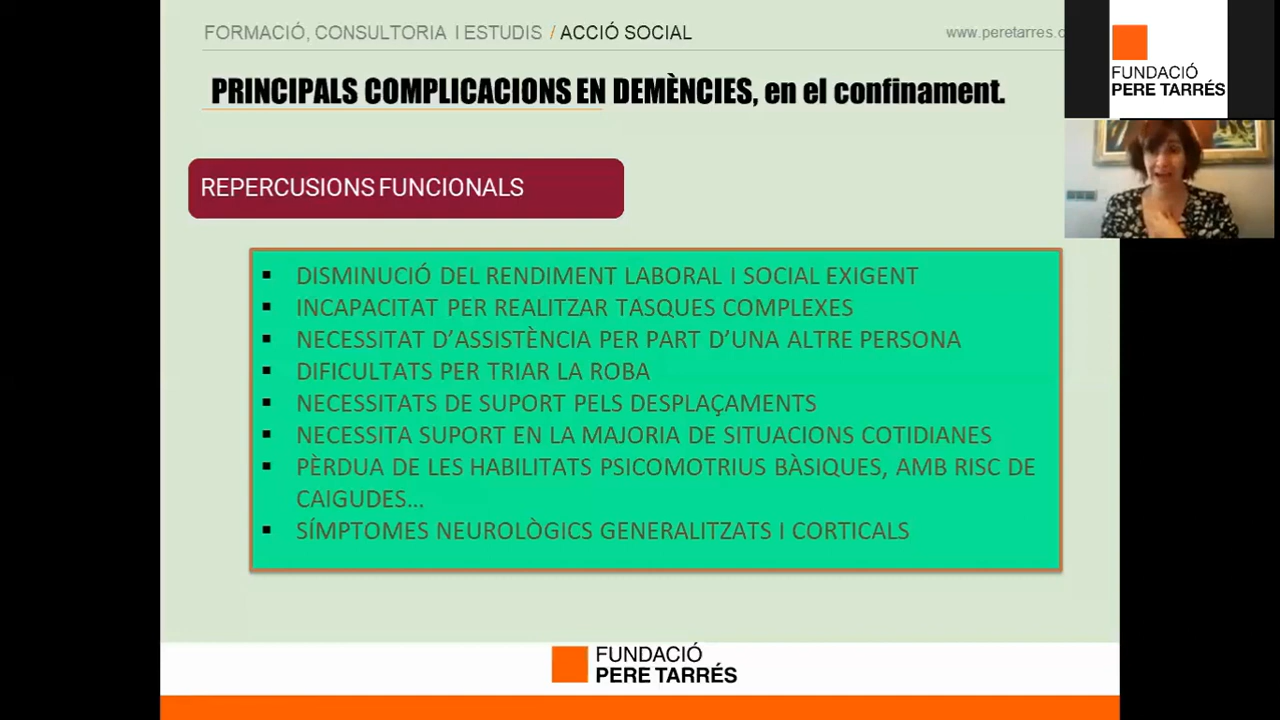 FORMACIÓ, CONSULTORIA I ESTUDIS / ACCIÓ SOCIAL
www.peretarres.
FUNDACIÓ
PERE TARRÉS
PRINCIPALS COMPLICACIONS EN DEMÈNCIES, en el confinament.
REPERCUSIONS FUNCIONALS
▪ DISMINUCIÓ DEL RENDIMENT LABORAL I SOCIAL EXIGENT
▪ INCAPACITAT PER REALITZAR TASQUES COMPLEXES
▪ NECESSITAT D'ASSISTÈNCIA PER PART D'UNA ALTRE PERSONA
▪ DIFICULTATS PER TRIAR LA ROBA
▪ NECESSITATS DE SUPORT PELS DESPLAÇAMENTS
▪ NECESSITA SUPORT EN LA MAJORIA DE SITUACIONS COTIDIANES
▪ PÈRDUA DE LES HABILITATS PSICOMOTRIUS BÀSIQUES, AMB RISC DE
CAIGUDES…
▪ SÍMPTOMES NEUROLÒGICS GENERALITZATS I CORTICALS
FUNDACIÓ
PERE TARRÉS